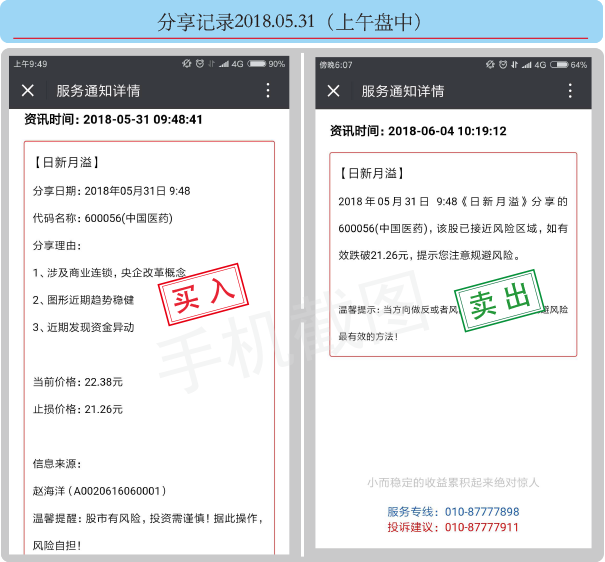 分享记录2018.05.31（上午盘中）
上午9:49
4G
90%
服务通知详情
资讯时间：2018-05-31 09:48:41
【日新月溢】
分享日期：2018年05月31日 9:48
代码名称：600056(中国医药)
分享理由：
1、涉及商业连锁，央企改革概念
2、图形近期趋势稳健
3、近期发现资金异动
买入
当前价格：22.38元
止损价格：21.26元
信息来源：
赵海洋（A0020616060001）
温馨提醒：股市有风险，投资需谨慎！据此操作，
风险自担！
傍晚6:07
4G
64%
服务通知详情
资讯时间：2018-06-04 10:19:12
【日新月溢】
2018年05月31日 9:48《日新月溢》分享的
600056(中国医药)，该股已接近风险区域，如有
效跌破21.26元，提示您注意规避风险。
卖出
温馨提示：当方向做反或者风
避风险
最有效的方法！
小而稳定的收益累积起来绝对惊人
服务专线：010-87777898
投诉建议：010-87777911
手机截图